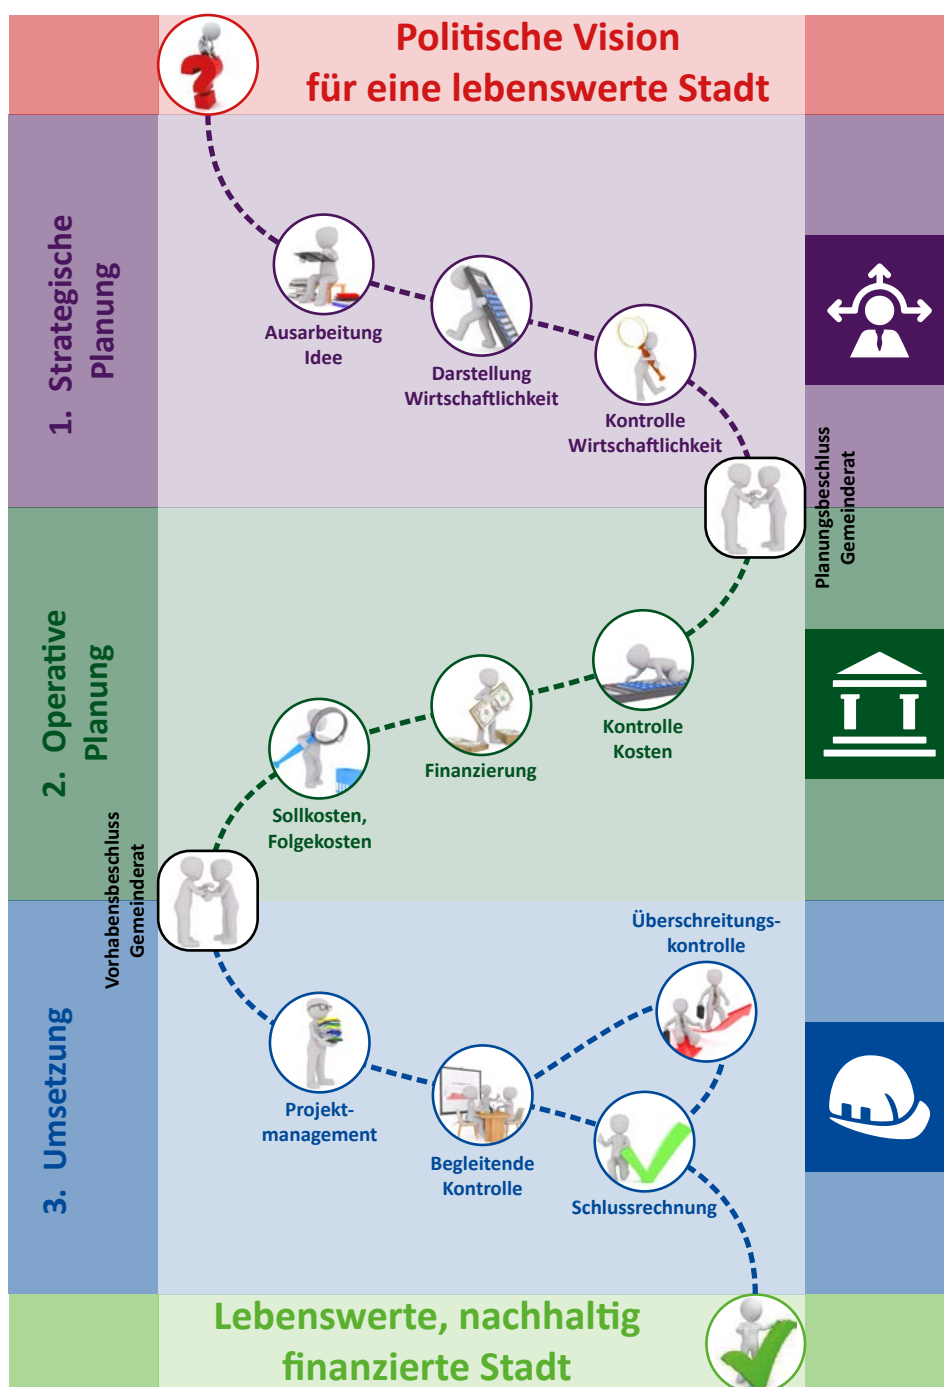 Politische Vision
für eine lebenswerte Stadt
1. Strategische
Planung
Ausarbeitung
Idee
Darstellung
Wirtschaftlichkeit
Kontrolle
Wirtschaftlichkeit
Planungsbeschluss
Gemeinderat
2. Operative
Planung
Kontrolle
Kosten
Finanzierung
Sollkosten,
Folgekosten
Vorhabensbeschluss
Gemeinderat
3. Umsetzung
Projekt-
management
Begleitende
Kontrolle
Überschreitungs-
kontrolle
Schlussrechnung
Lebenswerte, nachhaltig
finanzierte Stadt